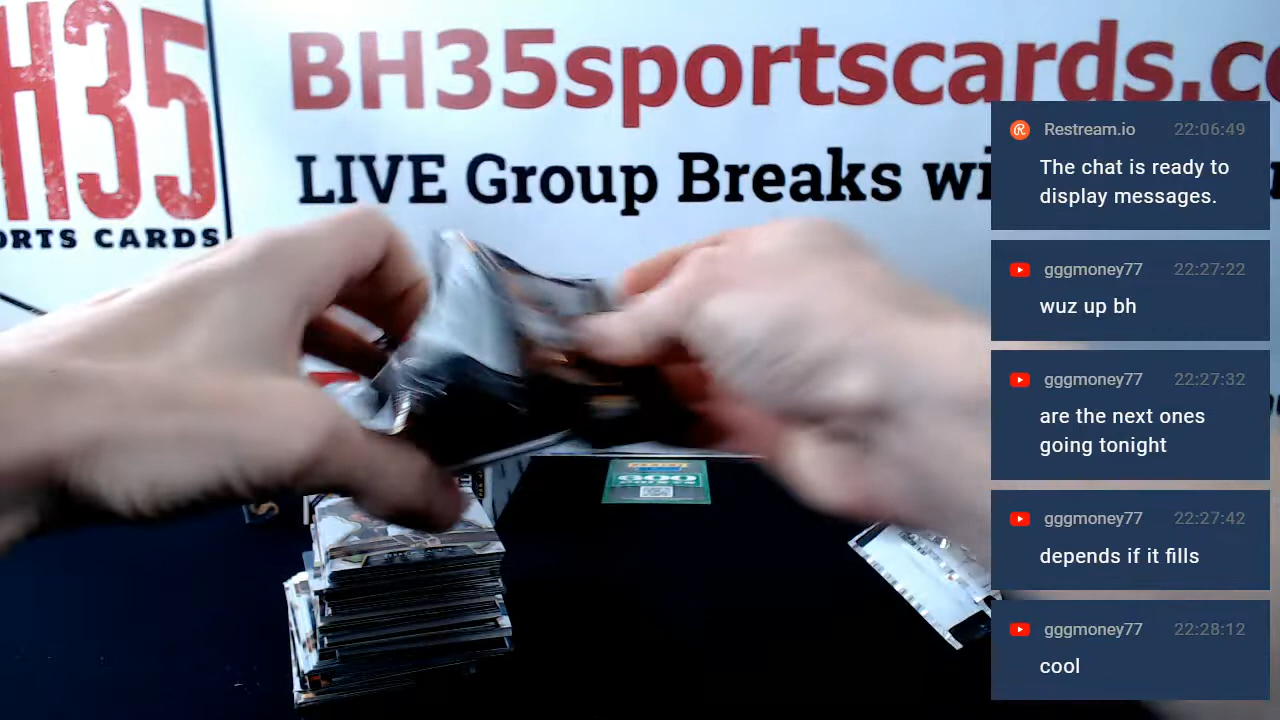 H35
ORTS CARDS
BH35sportscards.c
LIVE Group Breaks wi
Restream.io 22:06:49
The chat is ready to
display messages.
gggmoney77 22:27:22
wuz up bh
gggmoney77 22:27:32
are the next ones
going tonight
gggmoney77 22:27:42
depends if it fills
gggmoney77 22:28:12
cool
600